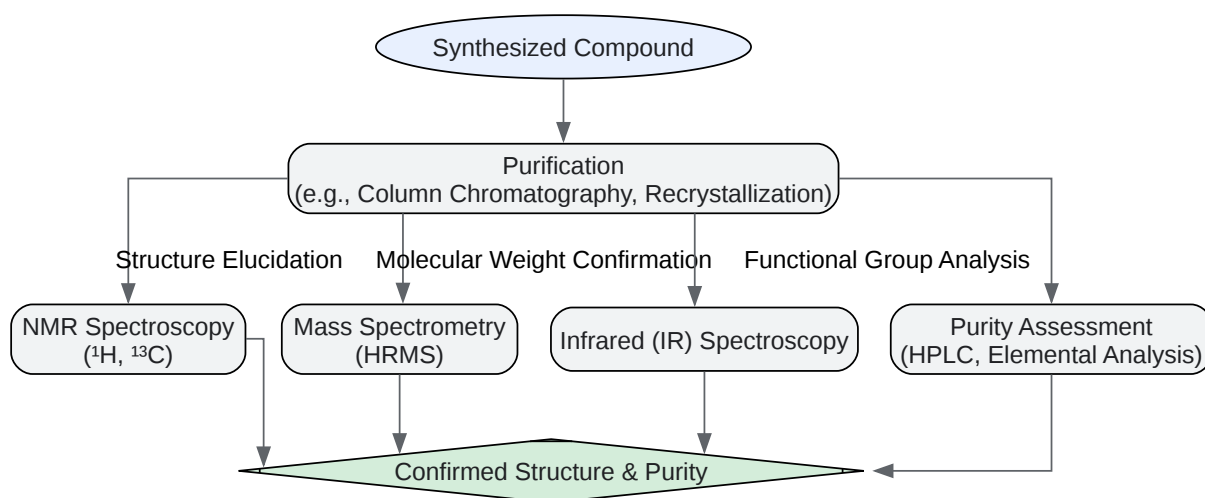 Synthesized Compound
Purification
(e.g., Column Chromatography, Recrystallization)
Structure Elucidation
Molecular Weight Confirmation
Functional Group Analysis
NMR Spectroscopy
(¹H, ¹³C)
Mass Spectrometry
(HRMS)
Infrared (IR) Spectroscopy
Purity Assessment
(HPLC, Elemental Analysis)
Confirmed Structure & Purity